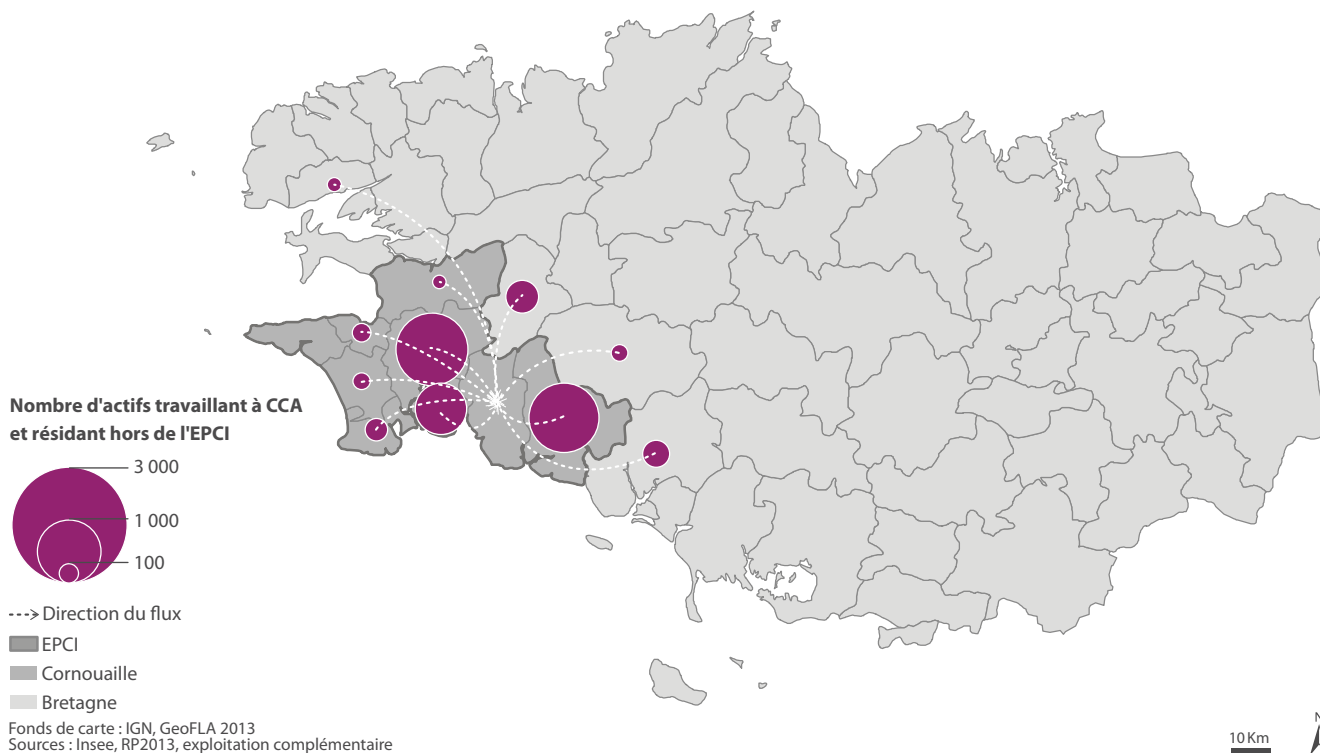 Nombre d'actifs travaillant à CCA
et résidant hors de l'EPCI
3 000
1 000
100
Direction du flux
EPCI
Cornouaille
Bretagne
Fonds de carte : IGN, GeoFLA 2013
Sources : Insee, RP2013, exploitation complémentaire
10 Km
N